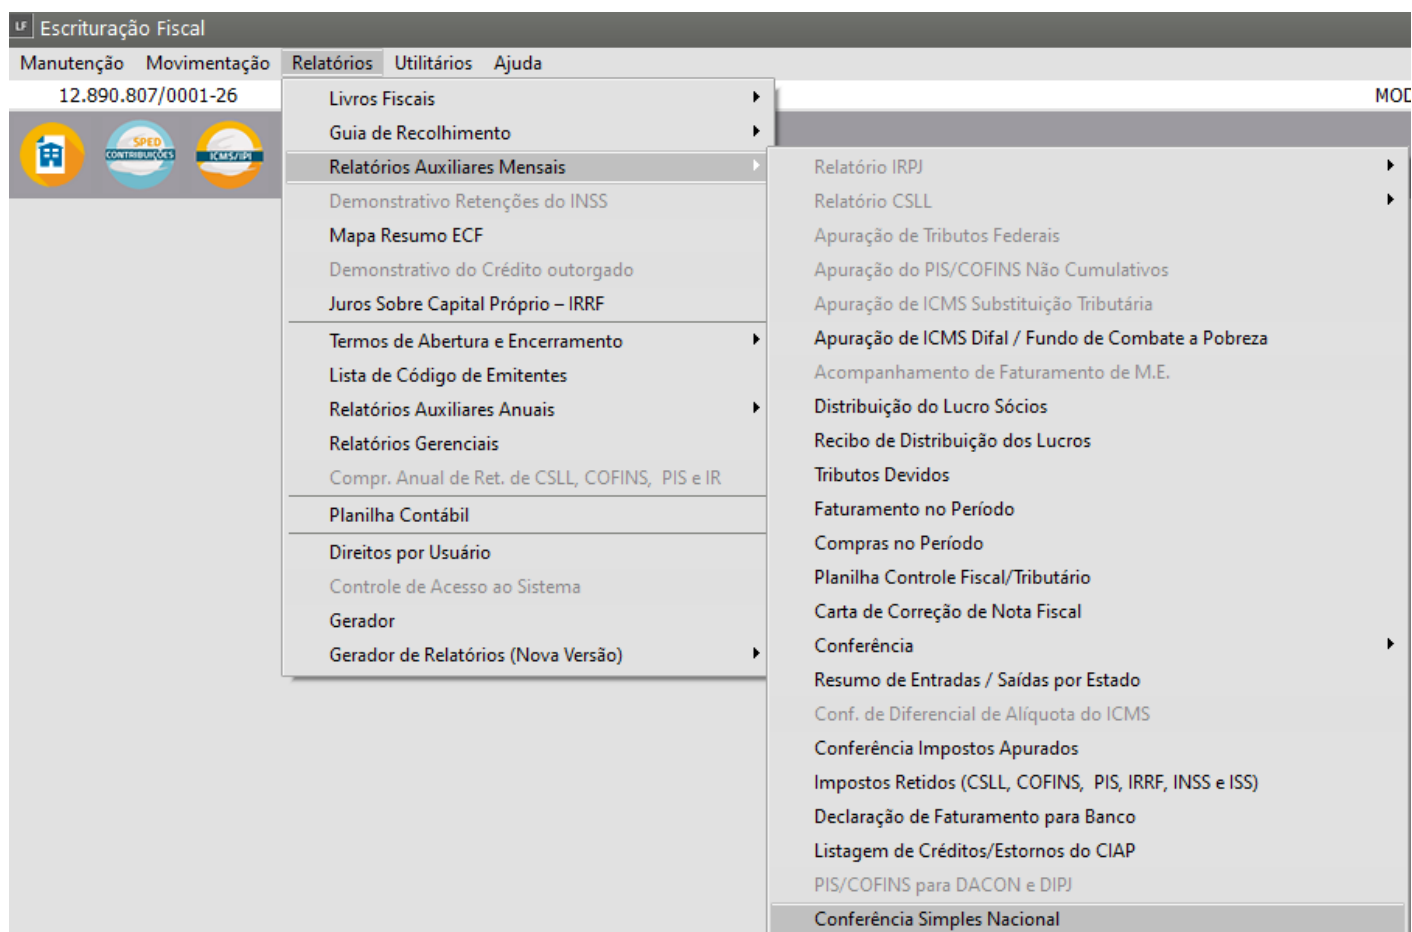 LF Escrituração Fiscal
Manutenção Movimentação Relatórios Utilitários Ajuda
12.890.807/0001-26
MOD
SPED
CONTRIBUIÇÕES
ICMS/IPI
Livros Fiscais
Guia de Recolhimento
Relatórios Auxiliares Mensais
Demonstrativo Retenções do INSS
Mapa Resumo ECF
Demonstrativo do Crédito outorgado
Juros Sobre Capital Próprio – IRRF
Termos de Abertura e Encerramento
Lista de Código de Emitentes
Relatórios Auxiliares Anuais
Relatórios Gerenciais
Compr. Anual de Ret. de CSLL, COFINS, PIS e IR
Planilha Contábil
Direitos por Usuário
Controle de Acesso ao Sistema
Gerador
Gerador de Relatórios (Nova Versão)
Relatório IRPJ
Relatório CSLL
Apuração de Tributos Federais
Apuração do PIS/COFINS Não Cumulativos
Apuração de ICMS Substituição Tributária
Apuração de ICMS Difal / Fundo de Combate a Pobreza
Acompanhamento de Faturamento de M.E.
Distribuição do Lucro Sócios
Recibo de Distribuição dos Lucros
Tributos Devidos
Faturamento no Período
Compras no Período
Planilha Controle Fiscal/Tributário
Carta de Correção de Nota Fiscal
Conferência
Resumo de Entradas / Saídas por Estado
Conf. de Diferencial de Alíquota do ICMS
Conferência Impostos Apurados
Impostos Retidos (CSLL, COFINS, PIS, IRRF, INSS e ISS)
Declaração de Faturamento para Banco
Listagem de Créditos/Estornos do CIAP
PIS/COFINS para DACON e DIPJ
Conferência Simples Nacional